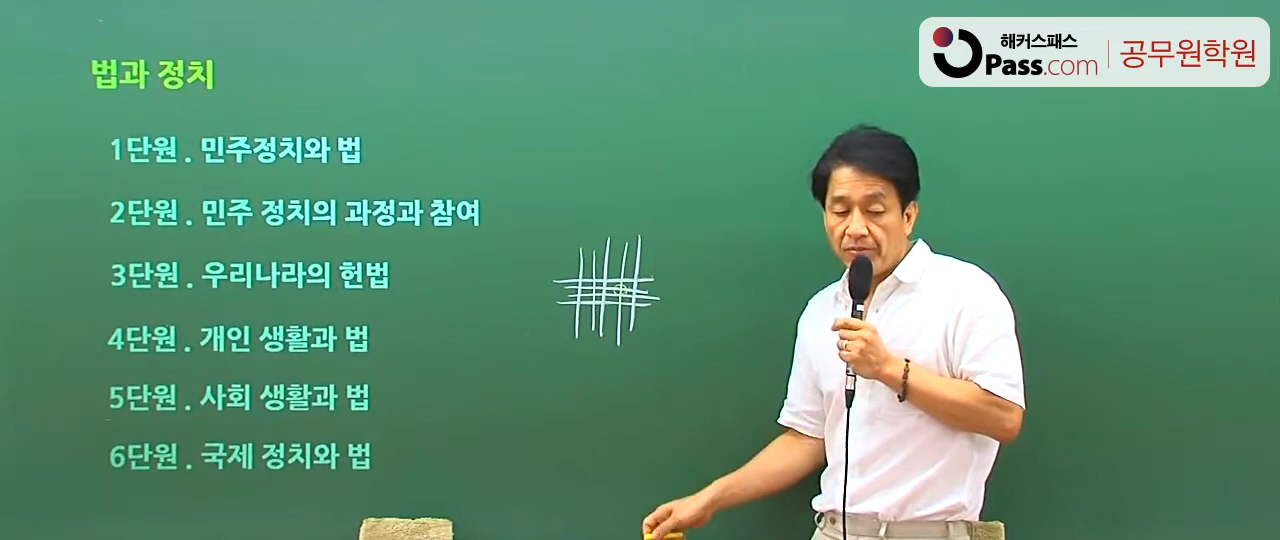 해커스패스
Pass.com
공무원학원
법과 정치
1단원 . 민주정치와 법
2단원 . 민주 정치의 과정과 참여
3단원 . 우리나라의 헌법
4단원 . 개인 생활과 법
5단원 . 사회 생활과 법
6단원 . 국제 정치와 법